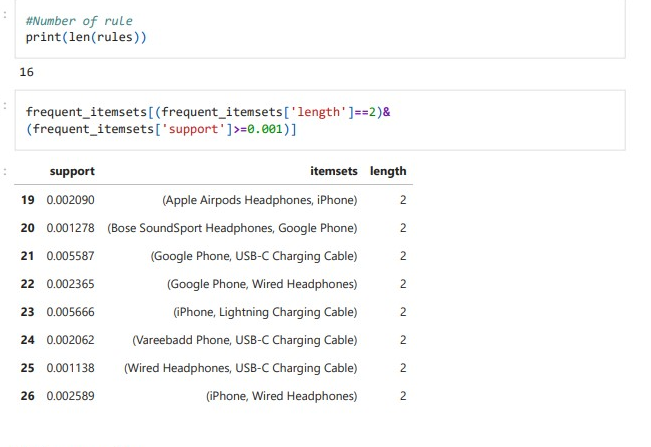 #Number of rule
print(len(rules))
16
frequent_itemsets[(frequent_itemsets['length']==2)&
(frequent_itemsets['support']>=0.001)]
support itemsets length
19 0.002090 (Apple Airpods Headphones, iPhone) 2
20 0.001278 (Bose SoundSport Headphones, Google Phone) 2
21 0.005587 (Google Phone, USB-C Charging Cable) 2
22 0.002365 (Google Phone, Wired Headphones) 2
23 0.005666 (iPhone, Lightning Charging Cable) 2
24 0.002062 (Vareebadd Phone, USB-C Charging Cable) 2
25 0.001138 (Wired Headphones, USB-C Charging Cable) 2
26 0.002589 (iPhone, Wired Headphones) 2